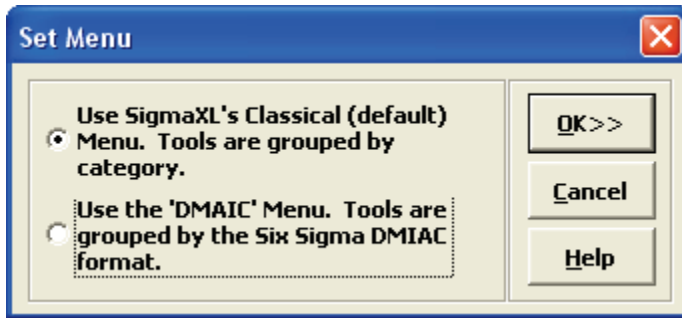 Set Menu
Use SigmaXL's Classical (default)
Menu. Tools are grouped by
category.
Use the 'DMAIC' Menu. Tools are
grouped by the Six Sigma DMIAC
format.
OK>>
Cancel
Help